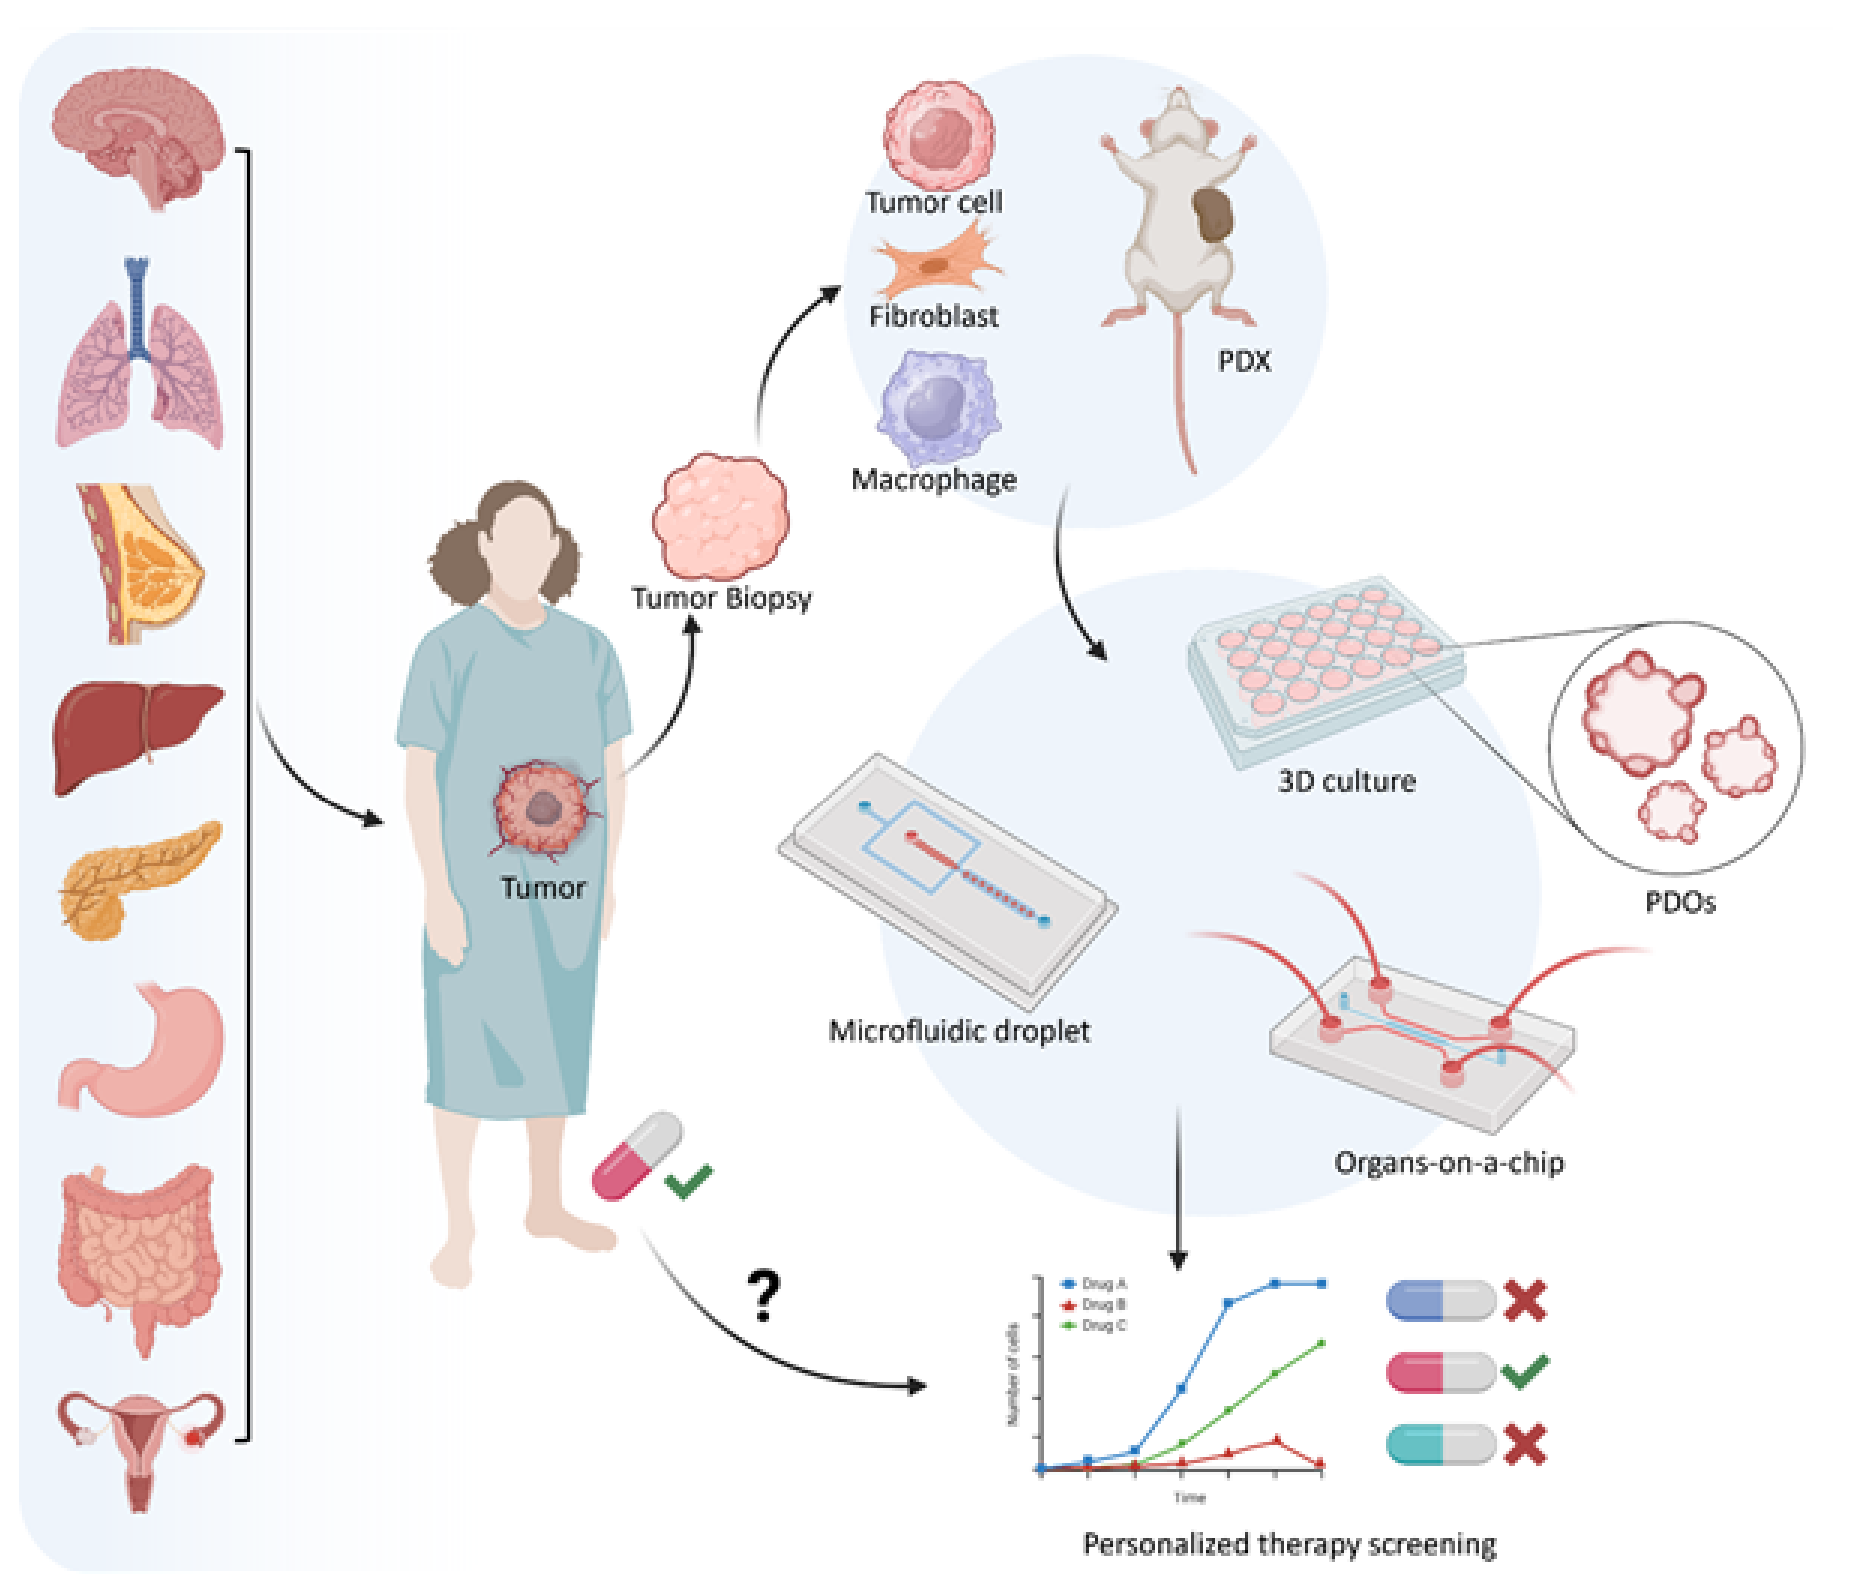 Tumor cell
Fibroblast
Macrophage
PDX
Tumor Biopsy
Tumor
3D culture
PDOs
Microfluidic droplet
Organs-on-a-chip
?
Drug A
Drug B
Drug C
Number of cells
Time
Personalized therapy screening